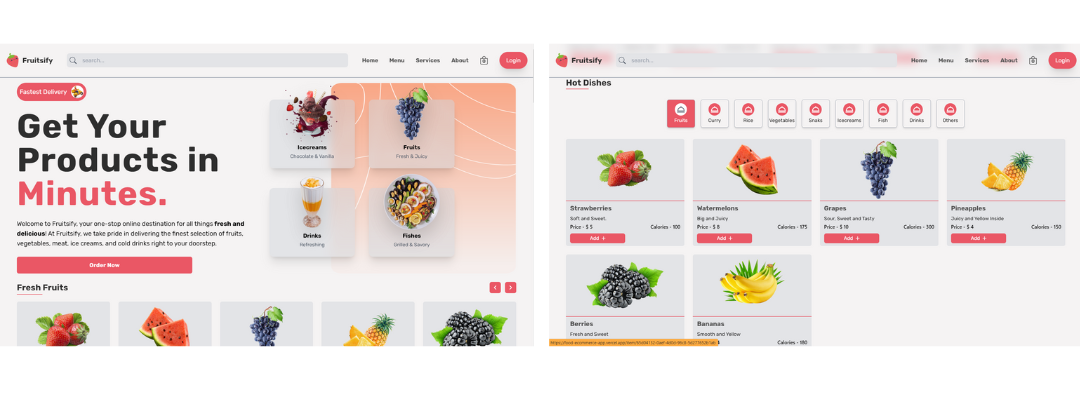 Fruitsify
search...
Home Menu Services About 0 Login
Fastest Delivery
Get Your
Products in
Minutes.
Welcome to Fruitsify, your one-stop online destination for all things fresh and
delicious! At Fruitsify, we take pride in delivering the finest selection of fruits,
vegetables, meat, ice creams, and cold drinks right to your doorstep.
Order Now
Icecreams
Chocolate & Vanilla
Fruits
Fresh & Juicy
Drinks
Refreshing
Fishes
Grilled & Savory
Fresh Fruits
Fruitsify
search...
Home Menu Services About 0 Login
Hot Dishes
Fruits Curry Rice Vegetables Snaks Icecreams Fish Drinks Others
Strawberries
Soft and Sweet.
Price - $ 5 Calories - 100
Add +
Watermelons
Big and Juicy
Price - $ 8 Calories - 175
Add +
Grapes
Sour. Sweet and Tasty
Price - $ 10 Calories - 300
Add +
Pineapples
Juicy and Yellow inside
Price - $ 4 Calories - 150
Add +
Berries
Fresh and Sweet
Bananas
Smooth and Yellow
Calories - 180